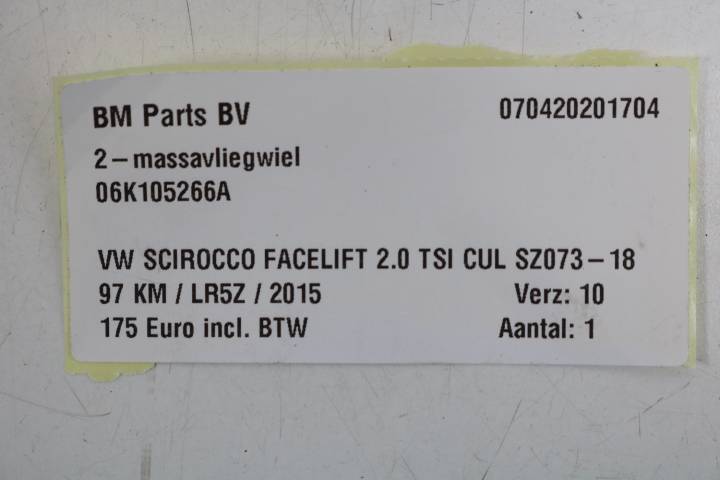 BM Parts BV 070420201704
2-massavliegwiel
06K105266A
VW SCIROCCO FACELIFT 2.0 TSI CUL SZ073-18
97 KM / LR5Z / 2015 Verz: 10
175 Euro incl. BTW Aantal: 1